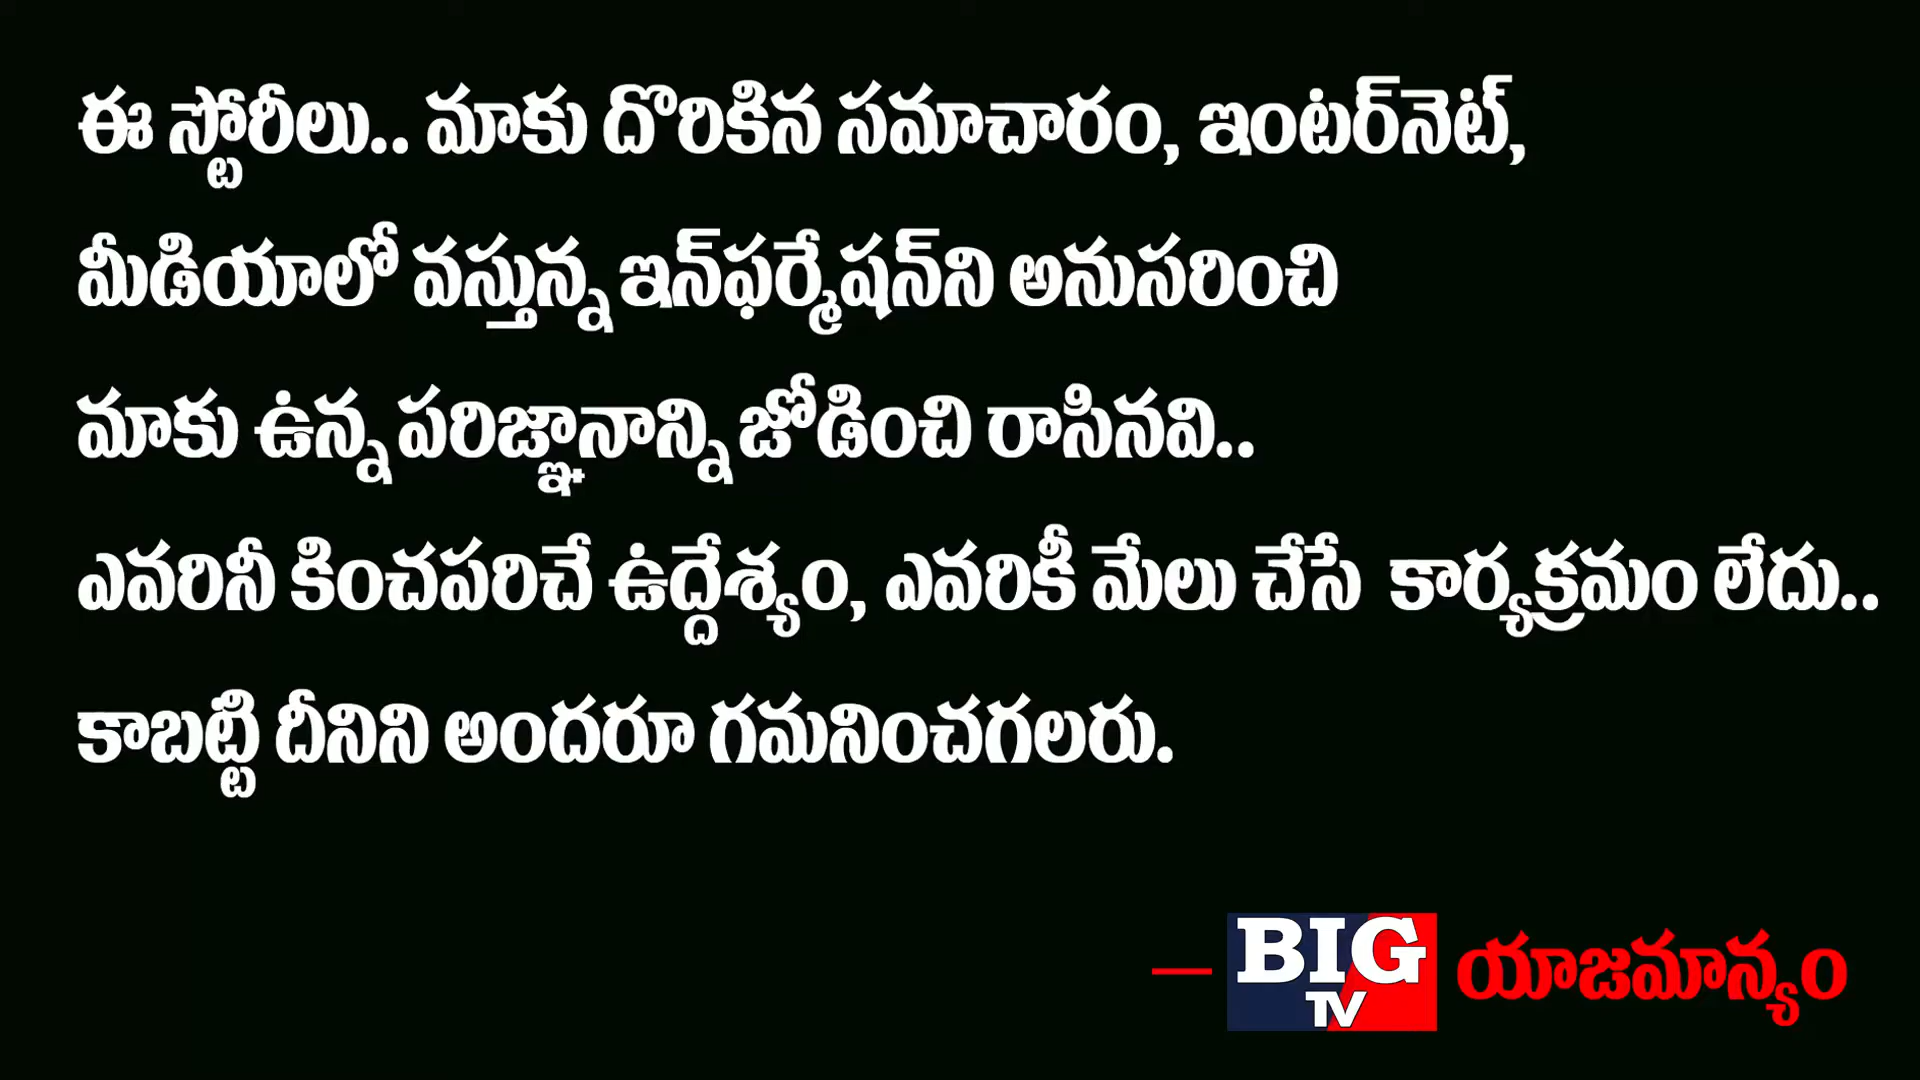 ఈ స్టోరీలు.. మాకు దొరికిన సమాచారం, ఇంటర్‌నెట్,
మీడియాలో వస్తున్న ఇన్‌ఫర్మేషన్‌ని అనుసరించి
మాకు ఉన్న పరిజ్ఞానాన్ని జోడించి రాసినవి..
ఎవరినీ కించపరిచే ఉద్దేశ్యం, ఎవరికీ మేలు చేసే కార్యక్రమం లేదు..
కాబట్టి దీనిని అందరూ గమనించగలరు.
— BIG TV యాజమాన్యం